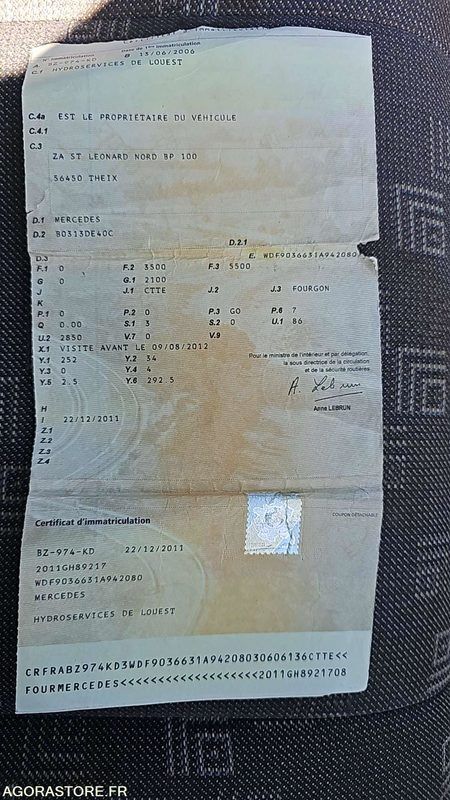 A. BZ-974-KD B 13/06/2006
C.1 HYDROSERVICES DE LOUEST
C.4a EST LE PROPRIÉTAIRE DU VÉHICULE
C.4.1
C.3
ZA ST LEONARD NORD BP 100
56450 THEIX
D.1 MERCEDES
D.2 B0313DE40C
D.2.1
D.3 E. WDF9036631A942080
F.1 0 F.2 3500 F.3 5500
G 0 G.1 2100
J J.1 CTTE J.2 J.3 FOURGON
K
P.1 0 P.2 0 P.3 GO P.6 7
Q 0.00 S.1 3 S.2 0 U.1 86
U.2 2850 V.7 0 V.9
X.1 VISITE AVANT LE 09/08/2012
Y.1 252 Y.2 34
Y.3 0 Y.4 4
Y.5 2.5 Y.6 292.5
Pour le ministre de l'intérieur et par délégation,
la sous directrice de la circulation
et de la sécurité routières
A. Lebrun
Anne LEBRUN
H
I 22/12/2011
Z.1
Z.2
Z.3
Z.4
Certificat d'immatriculation
COUPON DÉTACHABLE
BZ-974-KD 22/12/2011
2011GH89217
WDF9036631A942080
MERCEDES
HYDROSERVICES DE LOUEST
CRFRABZ974KD3WDF9036631A94208030606136CTTE<<
FOURMERCEDES<<<<<<<<<<<<<<<<<<<<2011GH8921708
AGORASTORE.FR